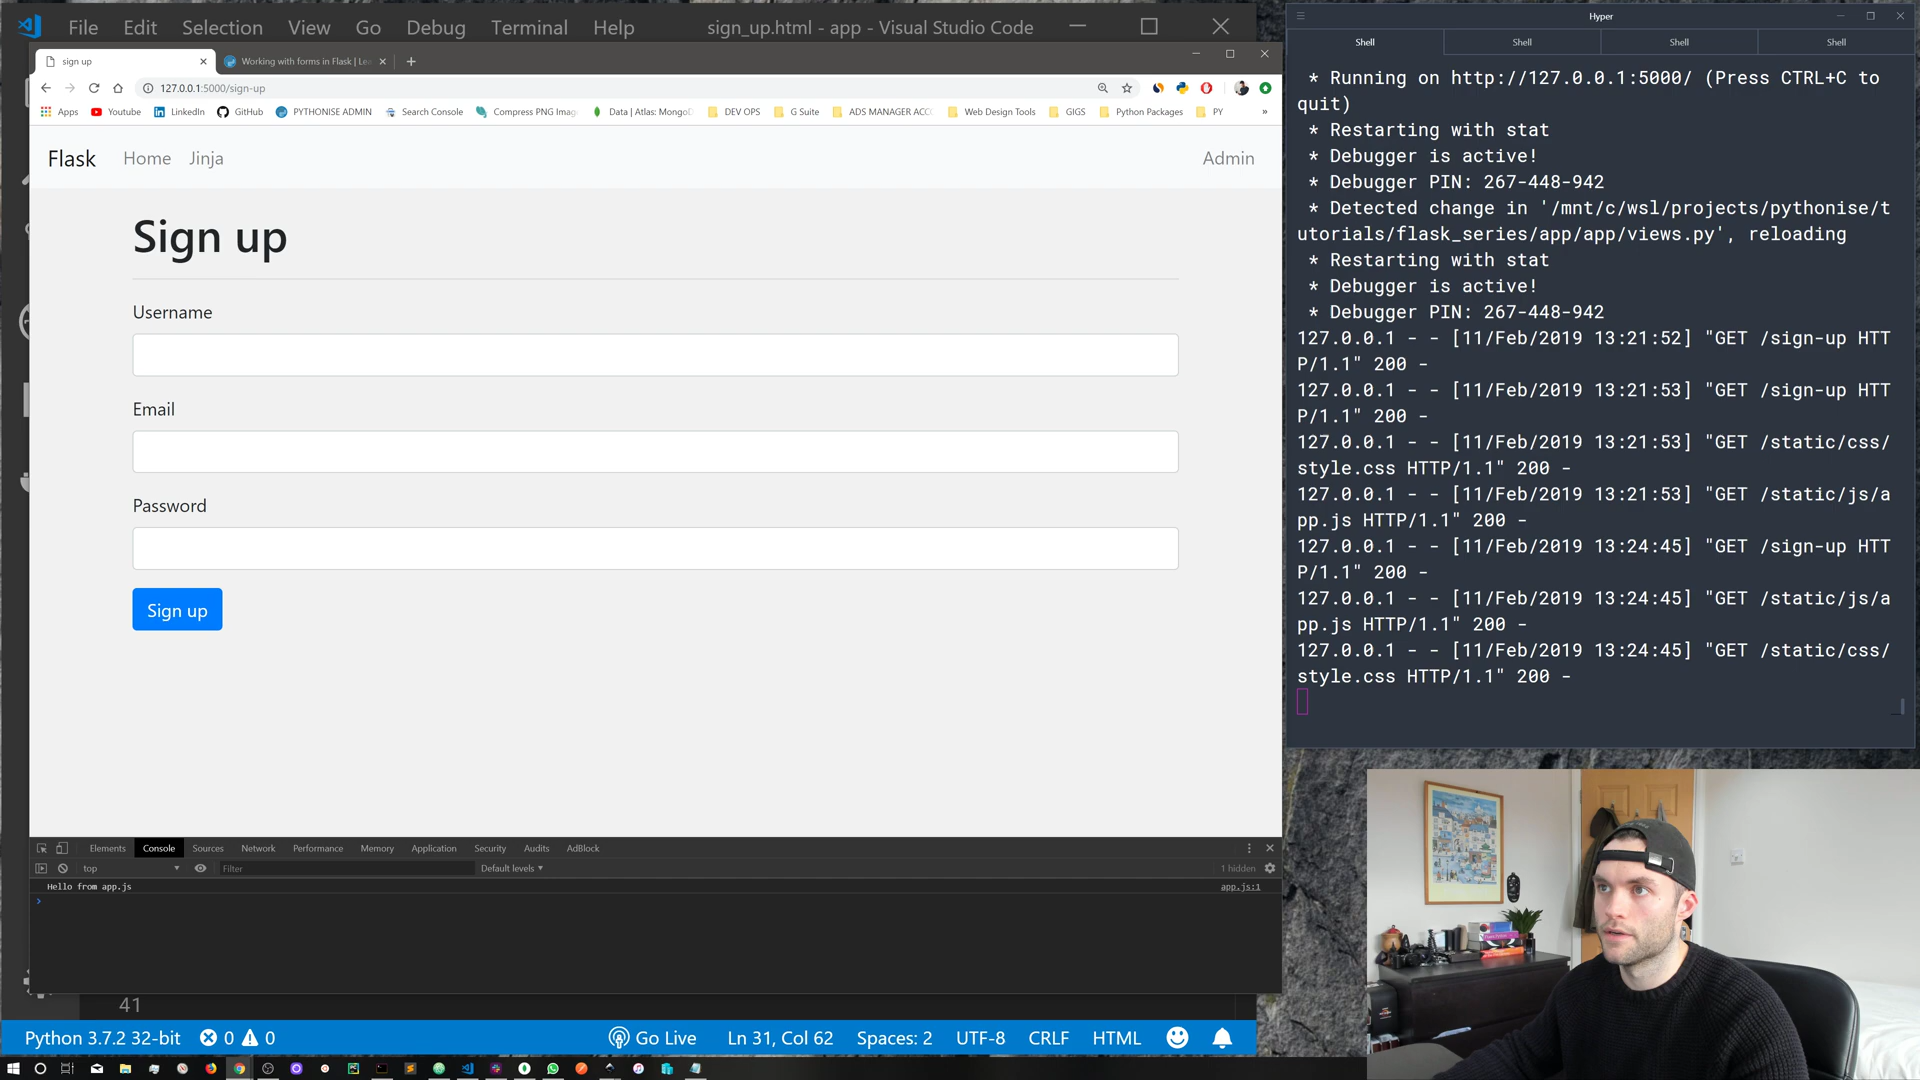 File Edit Selection View Go Debug Terminal Help sign_up.html - app - Visual Studio Code
sign up
Working with forms in Flask | Le
127.0.0.1:5000/sign-up
Apps Youtube LinkedIn GitHub PYTHONISE ADMIN Search Console Compress PNG Imag Data | Atlas: Mongo DEV OPS G Suite ADS MANAGER ACC Web Design Tools GIGS Python Packages PY »
Flask Home Jinja Admin
Sign up
Username
Email
Password
Sign up
Elements Console Sources Network Performance Memory Application Security Audits AdBlock
top Filter Default levels 1 hidden
Hello from app.js app.js:1
41
Python 3.7.2 32-bit 0 0 Go Live Ln 31, Col 62 Spaces: 2 UTF-8 CRLF HTML
Hyper
Shell Shell Shell Shell
* Running on http://127.0.0.1:5000/ (Press CTRL+C to
quit)
* Restarting with stat
* Debugger is active!
* Debugger PIN: 267-448-942
* Detected change in '/mnt/c/wsl/projects/pythonise/t
utorials/flask_series/app/app/views.py', reloading
* Restarting with stat
* Debugger is active!
* Debugger PIN: 267-448-942
127.0.0.1 - - [11/Feb/2019 13:21:52] "GET /sign-up HTT
P/1.1" 200 -
127.0.0.1 - - [11/Feb/2019 13:21:53] "GET /sign-up HTT
P/1.1" 200 -
127.0.0.1 - - [11/Feb/2019 13:21:53] "GET /static/css/
style.css HTTP/1.1" 200 -
127.0.0.1 - - [11/Feb/2019 13:21:53] "GET /static/js/a
pp.js HTTP/1.1" 200 -
127.0.0.1 - - [11/Feb/2019 13:24:45] "GET /sign-up HTT
P/1.1" 200 -
127.0.0.1 - - [11/Feb/2019 13:24:45] "GET /static/js/a
pp.js HTTP/1.1" 200 -
127.0.0.1 - - [11/Feb/2019 13:24:45] "GET /static/css/
style.css HTTP/1.1" 200 -